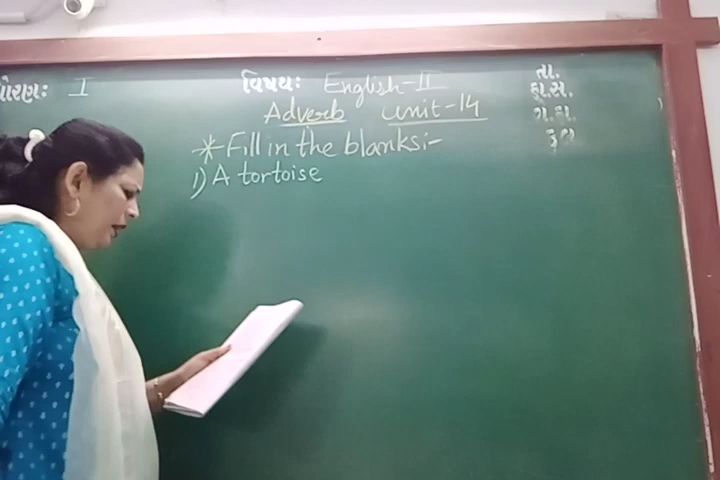 ધોરણઃ I
વિષયઃ English-II
તા.
Adverb unit-14
કુ.સં.
ગ.હા.
કુલ
*Fill in the blanks:-
1) A tortoise